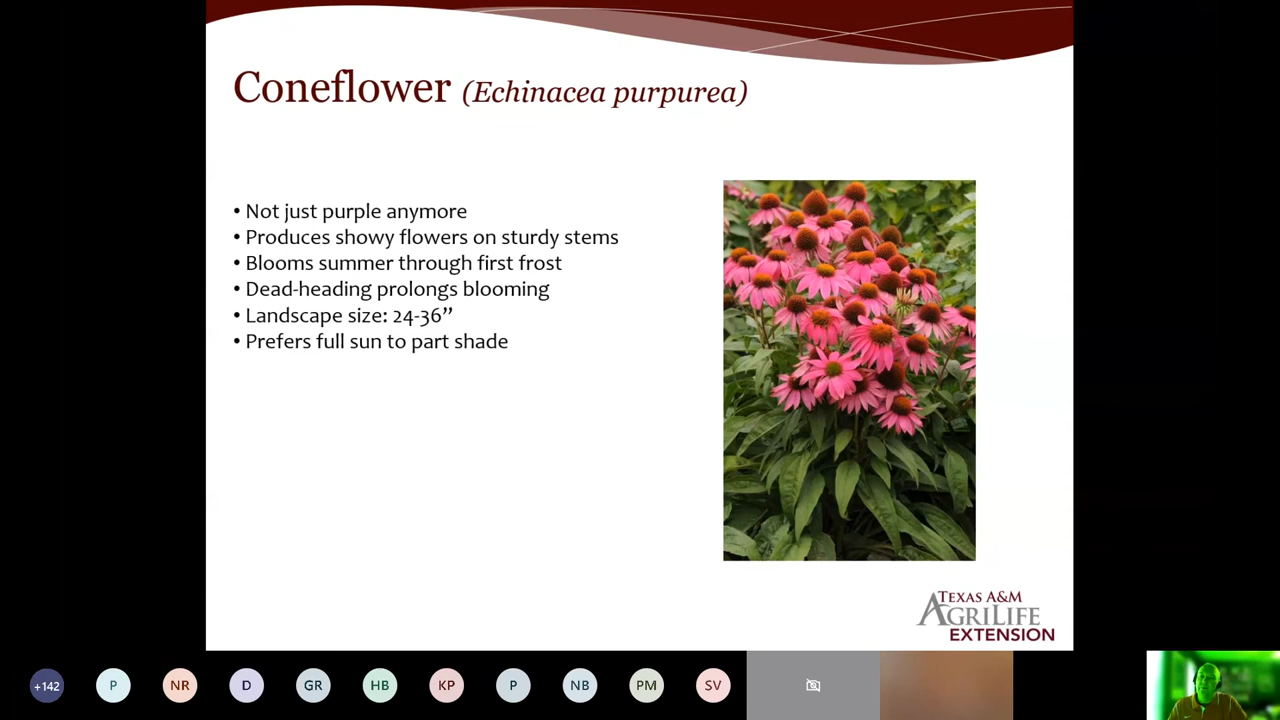 Coneflower (Echinacea purpurea)
• Not just purple anymore
• Produces showy flowers on sturdy stems
• Blooms summer through first frost
• Dead-heading prolongs blooming
• Landscape size: 24-36”
• Prefers full sun to part shade
TEXAS A&M
AGRILIFE
EXTENSION
+142 P NR D GR HB KP P NB PM SV